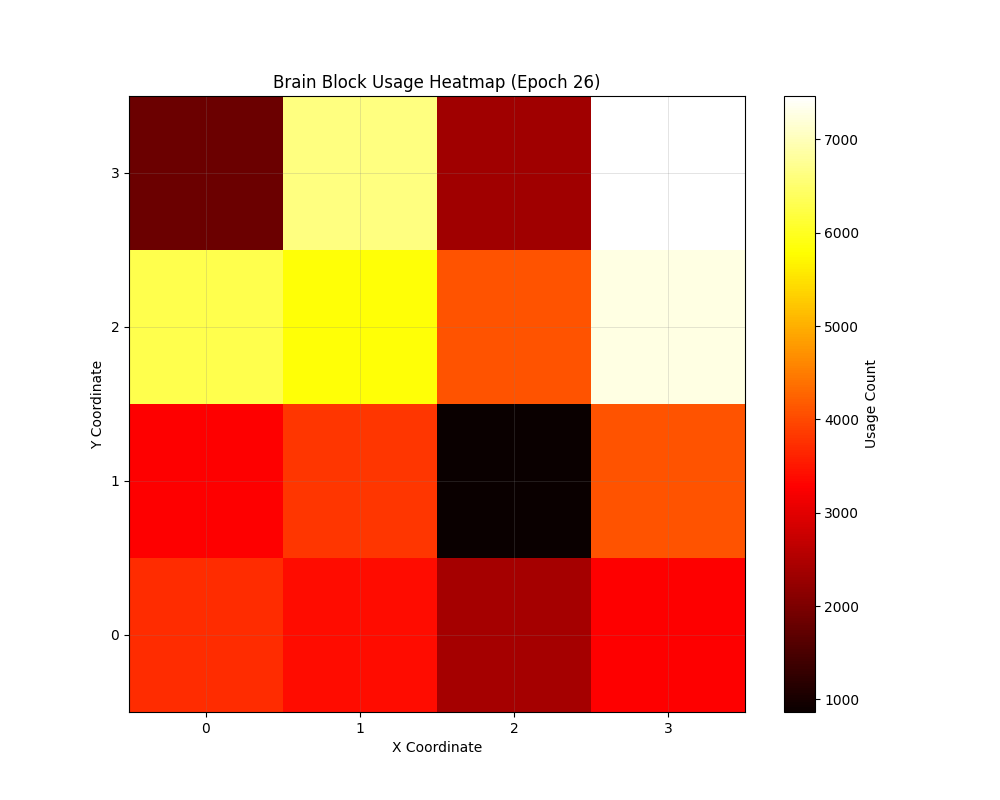 Brain Block Usage Heatmap (Epoch 26)
3
2
1
0
Y Coordinate
0 1 2 3
X Coordinate
7000
6000
5000
4000
3000
2000
1000
Usage Count